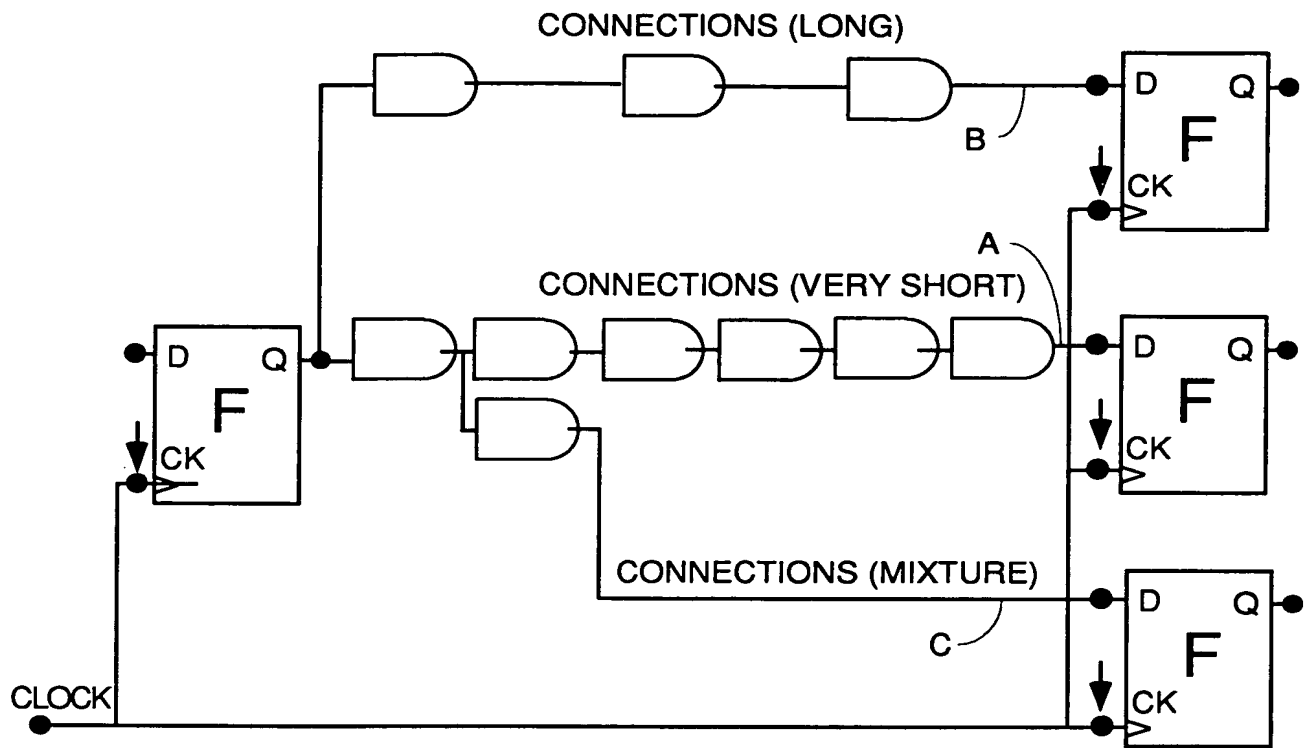 CONNECTIONS (LONG)
D Q
F
B
CK
A
CONNECTIONS (VERY SHORT)
D Q
F
CK
D Q
F
CK
CONNECTIONS (MIXTURE)
D Q
F
C
CK
CLOCK